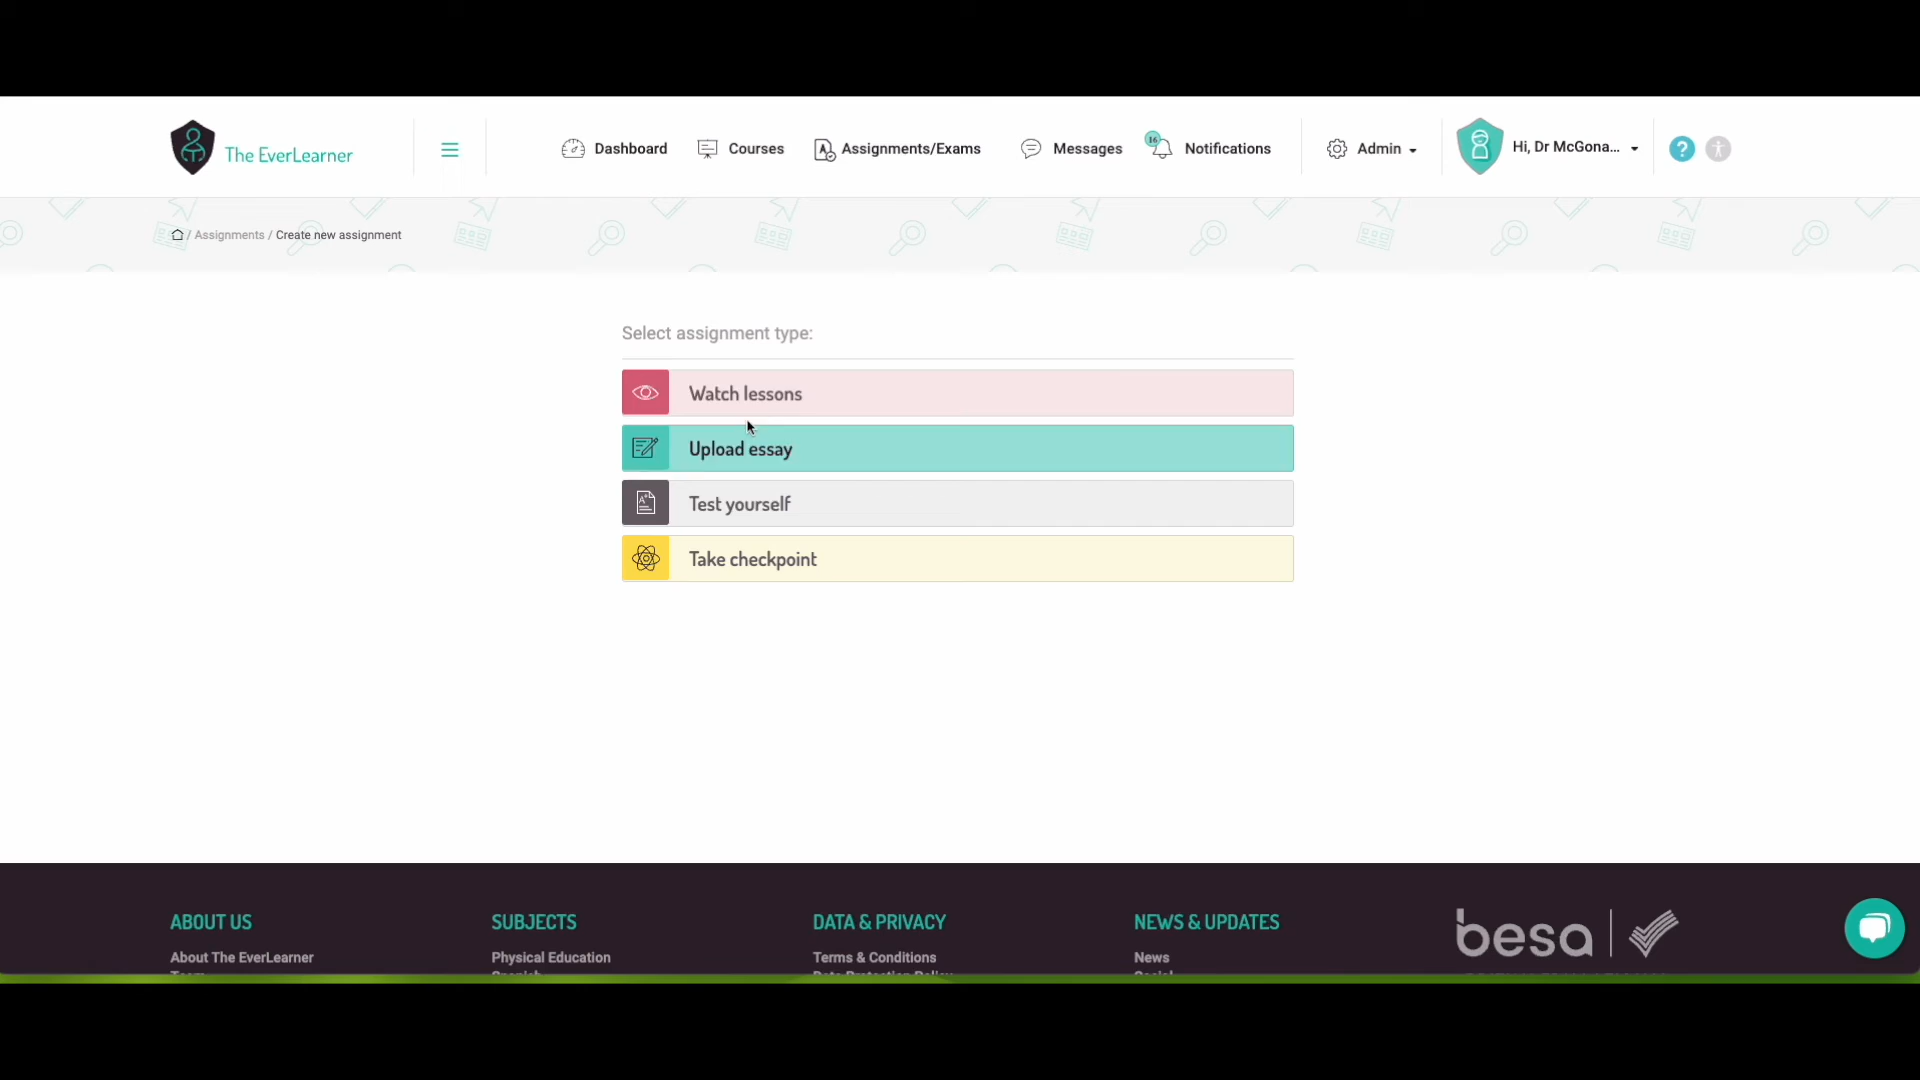 The EverLearner
Dashboard
Courses
Assignments/Exams
Messages
16
Notifications
Admin
Hi, Dr McGona...
?
/ Assignments / Create new assignment
Select assignment type:
Watch lessons
Upload essay
Test yourself
Take checkpoint
ABOUT US
SUBJECTS
DATA & PRIVACY
NEWS & UPDATES
besa
About The EverLearner
Physical Education
Terms & Conditions
News